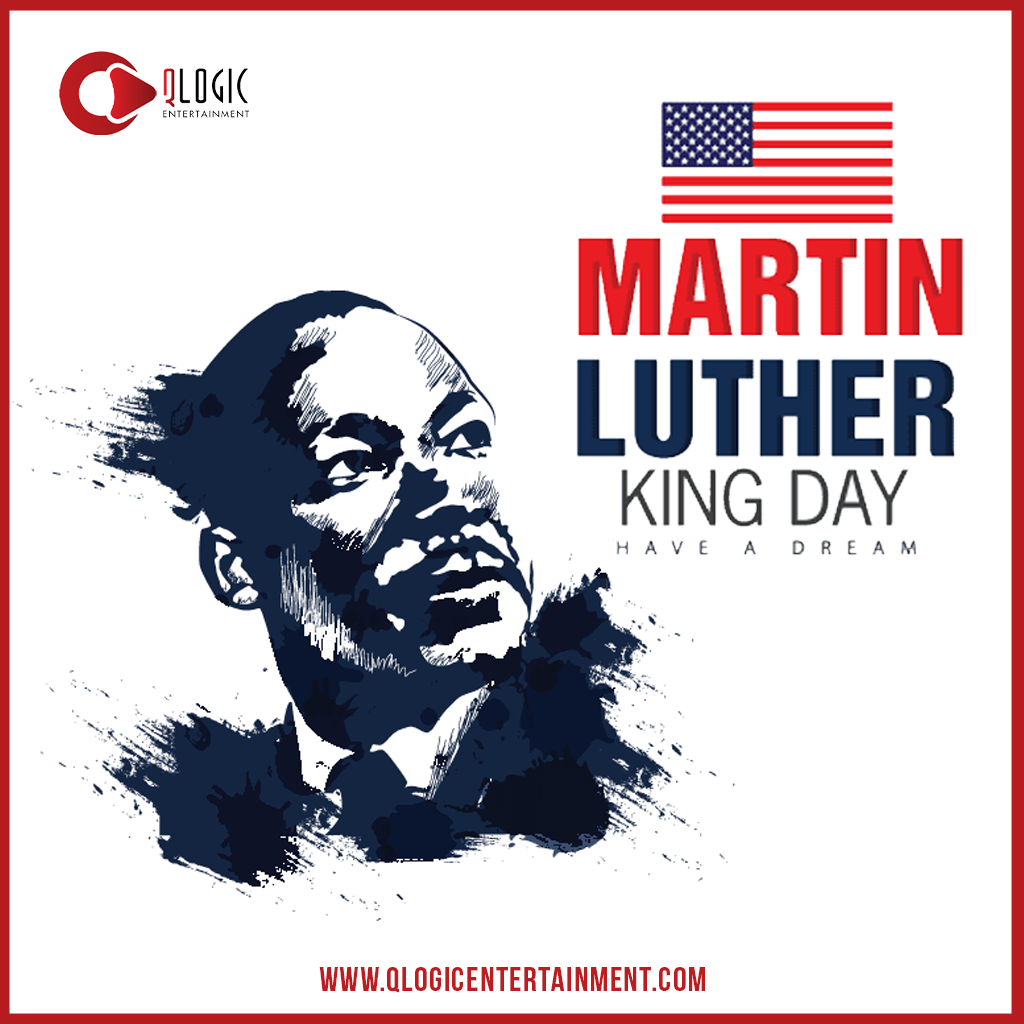 QLOGIC
ENTERTAINMENT
MARTIN
LUTHER
KING DAY
HAVE A DREAM
WWW.QLOGICENTERTAINMENT.COM